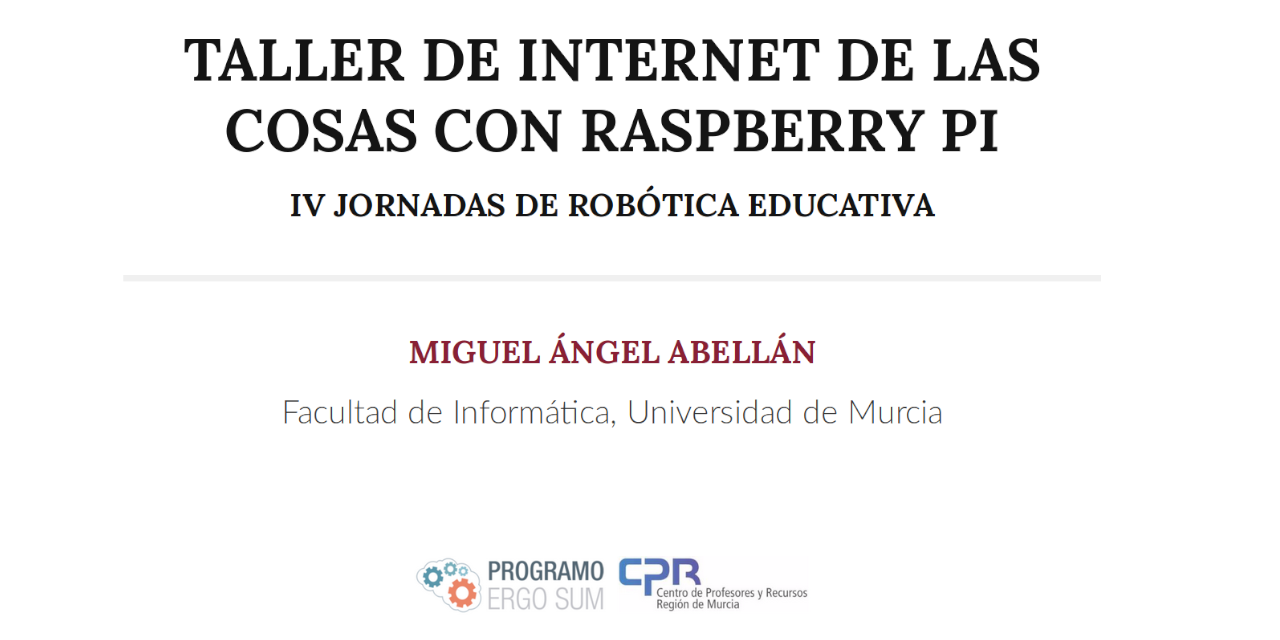 TALLER DE INTERNET DE LAS
COSAS CON RASPBERRY PI
IV JORNADAS DE ROBÓTICA EDUCATIVA
MIGUEL ÁNGEL ABELLÁN
Facultad de Informática, Universidad de Murcia
PROGRAMO
ERGO SUM
CPR
Centro de Profesores y Recursos
Región de Murcia